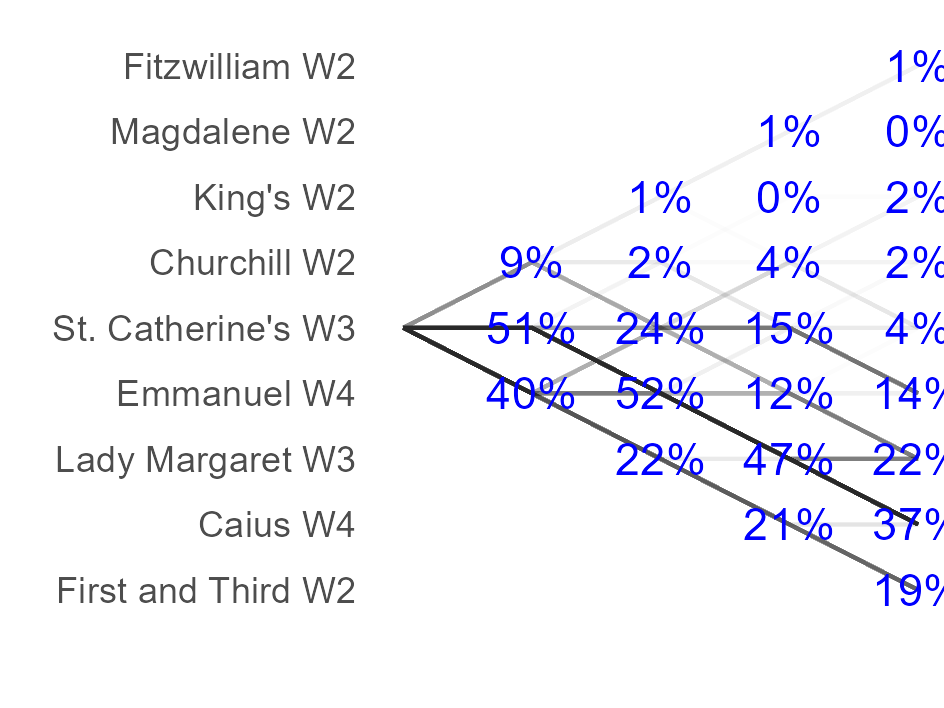 Fitzwilliam W2 1%
Magdalene W2 1% 0%
King's W2 1% 0% 2%
Churchill W2 9% 2% 4% 2%
St. Catherine's W3 51% 24% 15% 4%
Emmanuel W4 40% 52% 12% 14%
Lady Margaret W3 22% 47% 22%
Caius W4 21% 37%
First and Third W2 19%